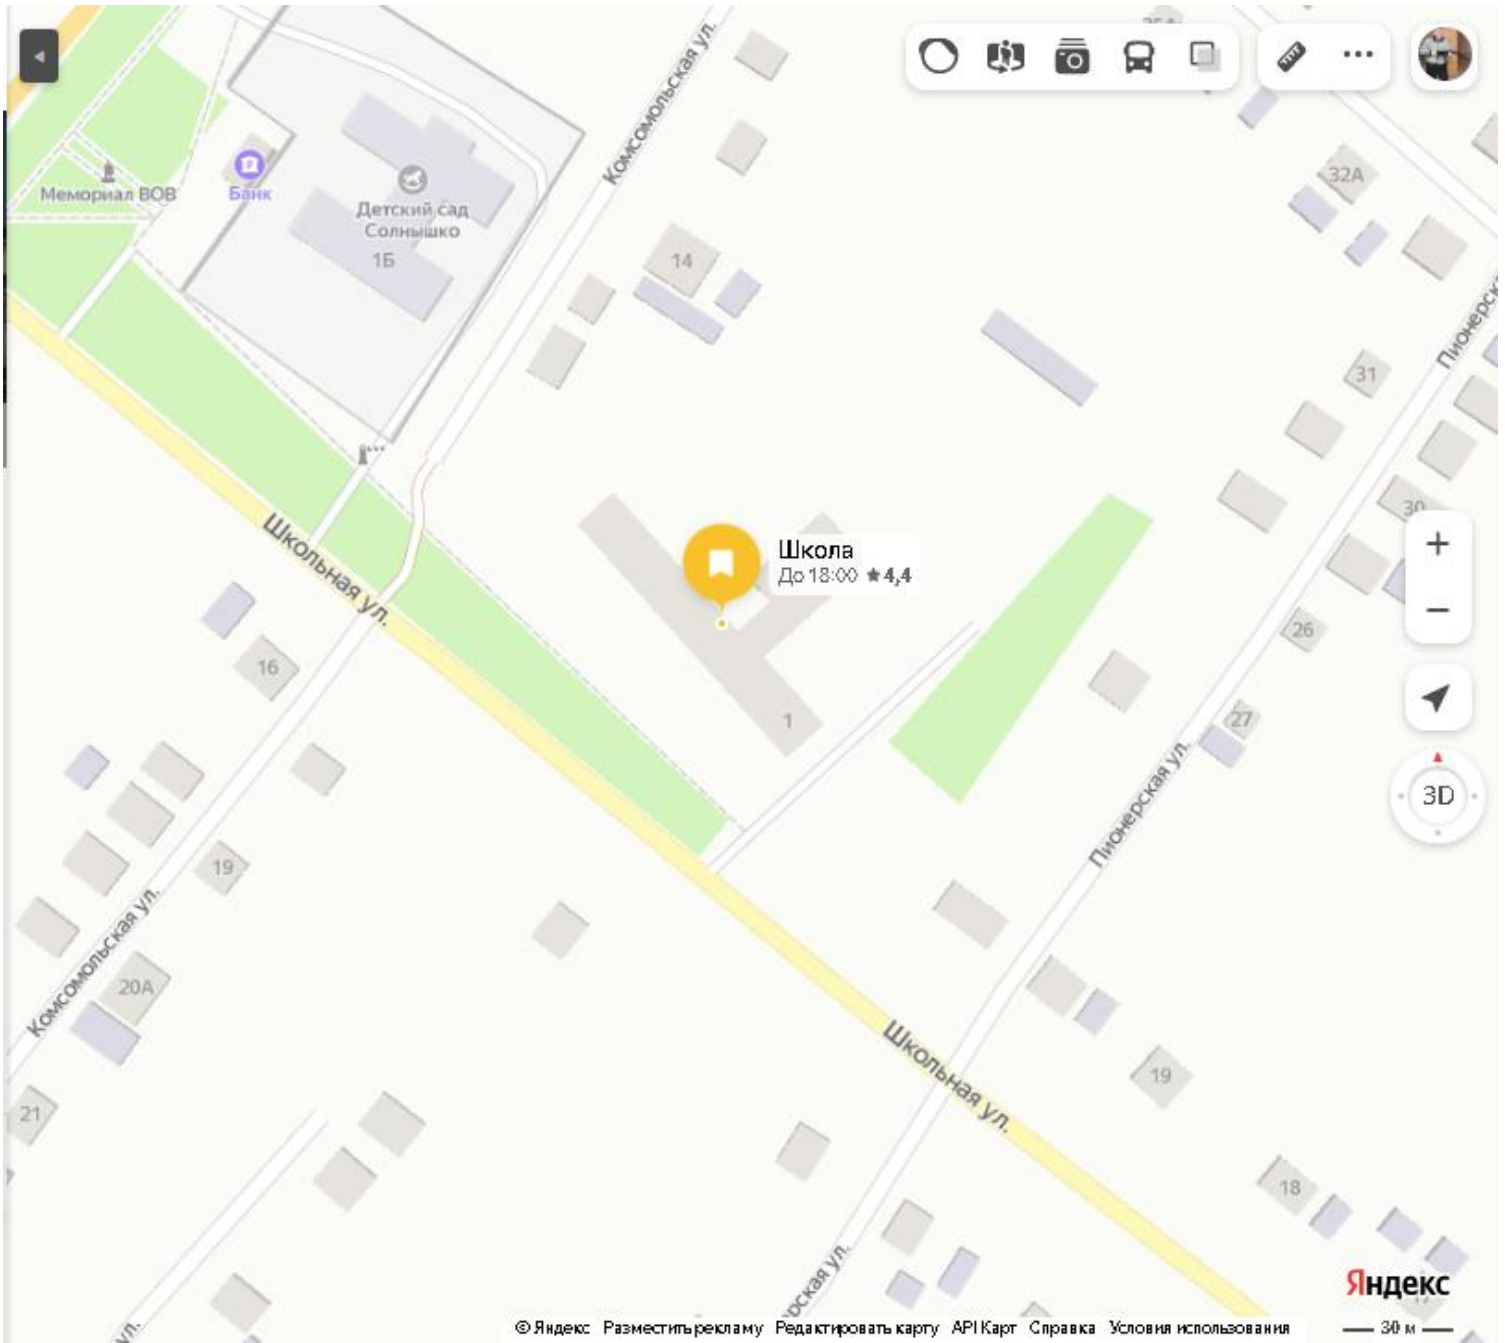 Комсомольская ул.
32А
Мемориал ВОВ
Банк
Детский сад
Солнышко
1Б
14
31
30
Школьная ул.
Школа
До 18:00 ★4,4
+
−
16
26
1
27
3D
Пионерская ул.
19
Комсомольская ул.
20А
21
Школьная ул.
19
18
Яндекс
© Яндекс Разместить рекламу Редактировать карту API Карт Справка Условия использования
30 м